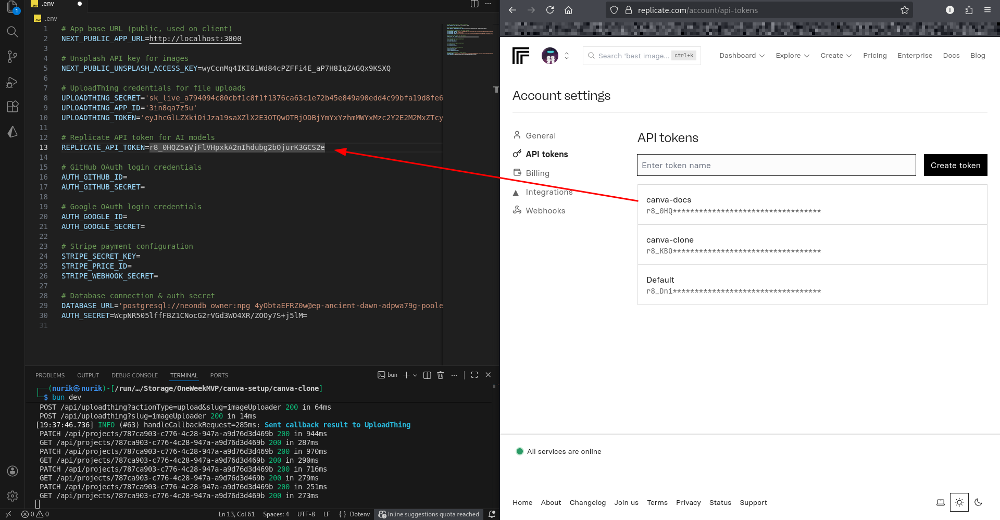 1
.env
.env
1 # App base URL (public, used on client)
2 NEXT_PUBLIC_APP_URL=http://localhost:3000
3
4 # Unsplash API key for images
5 NEXT_PUBLIC_UNSPLASH_ACCESS_KEY=wyCcnMq4IKI0iWd84cPZFFi4E_aP7H8IqZAGQx9KSXQ
6
7 # UploadThing credentials for file uploads
8 UPLOADTHING_SECRET='sk_live_a794094c80cbf1c8f1f1376ca63c1e72b45e849a90edd4c99bfa19d8fe6
9 UPLOADTHING_APP_ID='3in8qa7z5u'
10 UPLOADTHING_TOKEN='eyJhcGlLZXkiOiJza19saXZlX2E3OTQwOTRjODBjYmYxYzhmMWYxMzc2Y2E2M2MxZTcy
11
12 # Replicate API token for AI models
13 REPLICATE_API_TOKEN=r8_0HQZ5aVjFlVHpxkA2nIhdubg2bOjurK3GCS2e
14
15 # GitHub OAuth login credentials
16 AUTH_GITHUB_ID=
17 AUTH_GITHUB_SECRET=
18
19 # Google OAuth login credentials
20 AUTH_GOOGLE_ID=
21 AUTH_GOOGLE_SECRET=
22
23 # Stripe payment configuration
24 STRIPE_SECRET_KEY=
25 STRIPE_PRICE_ID=
26 STRIPE_WEBHOOK_SECRET=
27
28 # Database connection & auth secret
29 DATABASE_URL='postgresql://neondb_owner:npg_4yObtaEFRZ0w@ep-ancient-dawn-adpwa79g-poole
30 AUTH_SECRET=WcpNR505lffFBZ1CNocG2rVGd3WO4XR/ZOOy7S+j5lM=
31
PROBLEMS OUTPUT DEBUG CONSOLE TERMINAL PORTS bun
(nurik㉿nurik)-[/run/…/Storage/OneWeekMVP/canva-setup/canva-clone]
$ bun dev
POST /api/uploadthing?actionType=upload&slug=imageUploader 200 in 64ms
POST /api/uploadthing?slug=imageUploader 200 in 14ms
[19:37:46.736] INFO (#63) handleCallbackRequest=285ms: Sent callback result to UploadThing
PATCH /api/projects/787ca903-c776-4c28-947a-a9d76d3d469b 200 in 944ms
GET /api/projects/787ca903-c776-4c28-947a-a9d76d3d469b 200 in 287ms
PATCH /api/projects/787ca903-c776-4c28-947a-a9d76d3d469b 200 in 970ms
GET /api/projects/787ca903-c776-4c28-947a-a9d76d3d469b 200 in 290ms
PATCH /api/projects/787ca903-c776-4c28-947a-a9d76d3d469b 200 in 716ms
GET /api/projects/787ca903-c776-4c28-947a-a9d76d3d469b 200 in 279ms
PATCH /api/projects/787ca903-c776-4c28-947a-a9d76d3d469b 200 in 251ms
GET /api/projects/787ca903-c776-4c28-947a-a9d76d3d469b 200 in 273ms
0 0 Ln 13, Col 61 Spaces: 4 UTF-8 LF { } Dotenv Inline suggestions quota reached
replicate.com/account/api-tokens
Search 'best image... ctrl+k Dashboard Explore Create Pricing Enterprise Docs Blog
Account settings
General
API tokens
Billing
Integrations
Webhooks
API tokens
Enter token name Create token
canva-docs
r8_0HQ**********************************
canva-clone
r8_KBO**********************************
Default
r8_Dni**********************************
All services are online
Home About Changelog Join us Terms Privacy Status Support